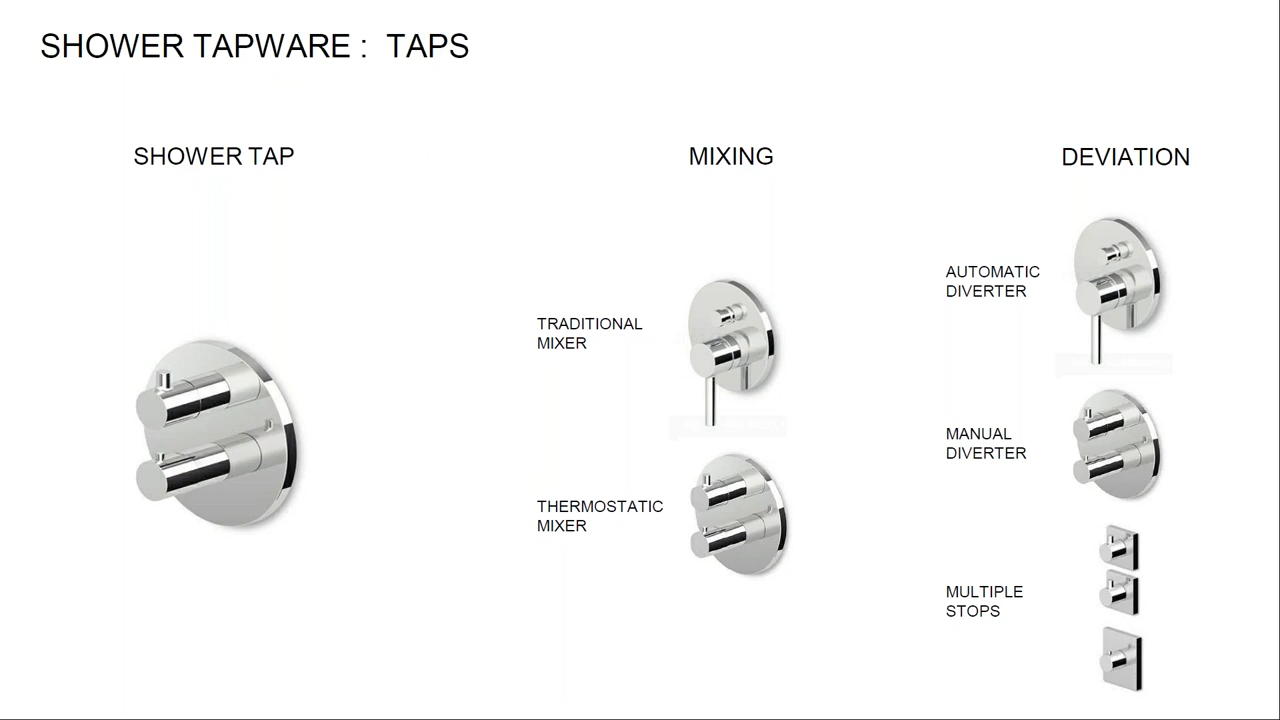 SHOWER TAPWARE :  TAPS
SHOWER TAP
MIXING
DEVIATION
TRADITIONAL
MIXER
THERMOSTATIC
MIXER
AUTOMATIC
DIVERTER
MANUAL
DIVERTER
MULTIPLE
STOPS